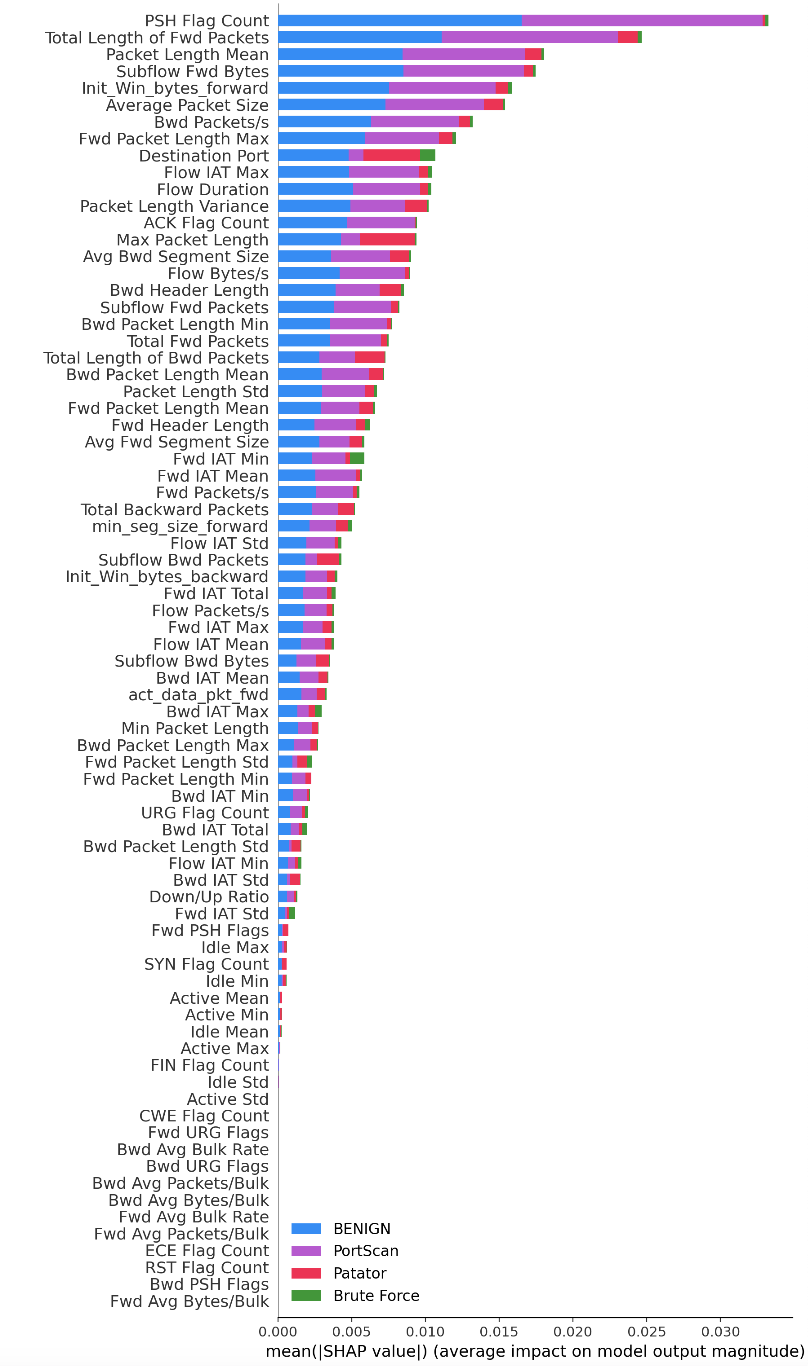 PSH Flag Count
Total Length of Fwd Packets
Packet Length Mean
Subflow Fwd Bytes
Init_Win_bytes_forward
Average Packet Size
Bwd Packets/s
Fwd Packet Length Max
Destination Port
Flow IAT Max
Flow Duration
Packet Length Variance
ACK Flag Count
Max Packet Length
Avg Bwd Segment Size
Flow Bytes/s
Bwd Header Length
Subflow Fwd Packets
Bwd Packet Length Min
Total Fwd Packets
Total Length of Bwd Packets
Bwd Packet Length Mean
Packet Length Std
Fwd Packet Length Mean
Fwd Header Length
Avg Fwd Segment Size
Fwd IAT Min
Fwd IAT Mean
Fwd Packets/s
Total Backward Packets
min_seg_size_forward
Flow IAT Std
Subflow Bwd Packets
Init_Win_bytes_backward
Fwd IAT Total
Flow Packets/s
Fwd IAT Max
Flow IAT Mean
Subflow Bwd Bytes
Bwd IAT Mean
act_data_pkt_fwd
Bwd IAT Max
Min Packet Length
Bwd Packet Length Max
Fwd Packet Length Std
Fwd Packet Length Min
Bwd IAT Min
URG Flag Count
Bwd IAT Total
Bwd Packet Length Std
Flow IAT Min
Bwd IAT Std
Down/Up Ratio
Fwd IAT Std
Fwd PSH Flags
Idle Max
SYN Flag Count
Idle Min
Active Mean
Active Min
Idle Mean
Active Max
FIN Flag Count
Idle Std
Active Std
CWE Flag Count
Fwd URG Flags
Bwd Avg Bulk Rate
Bwd URG Flags
Bwd Avg Packets/Bulk
Bwd Avg Bytes/Bulk
Fwd Avg Bulk Rate
Fwd Avg Packets/Bulk
ECE Flag Count
RST Flag Count
Bwd PSH Flags
Fwd Avg Bytes/Bulk
BENIGN
PortScan
Patator
Brute Force
0.000 0.005 0.010 0.015 0.020 0.025 0.030
mean(|SHAP value|) (average impact on model output magnitude)